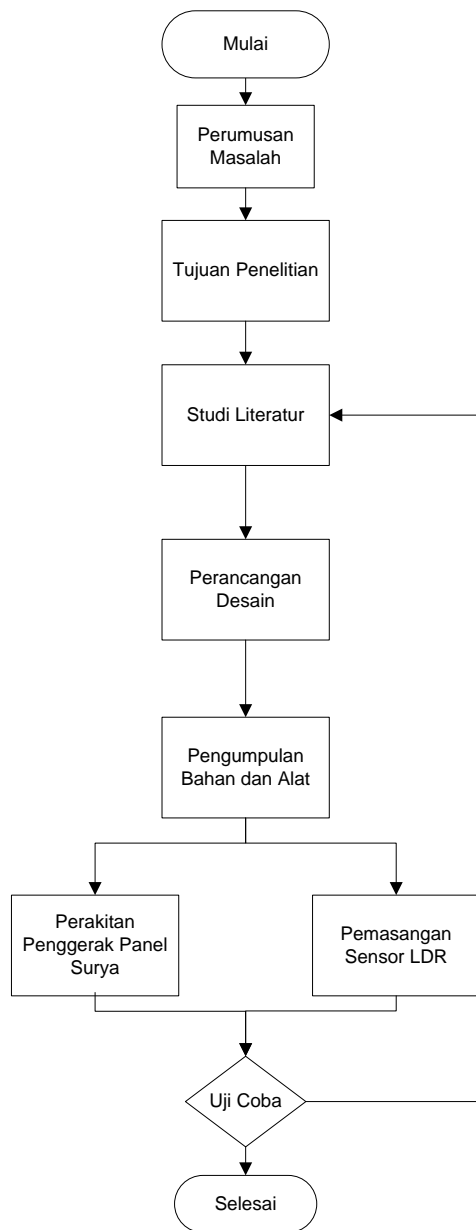 Mulai
Perumusan
Masalah
Tujuan Penelitian
Studi Literatur
Perancangan
Desain
Pengumpulan
Bahan dan Alat
Perakitan
Penggerak Panel
Surya
Pemasangan
Sensor LDR
Uji Coba
Selesai